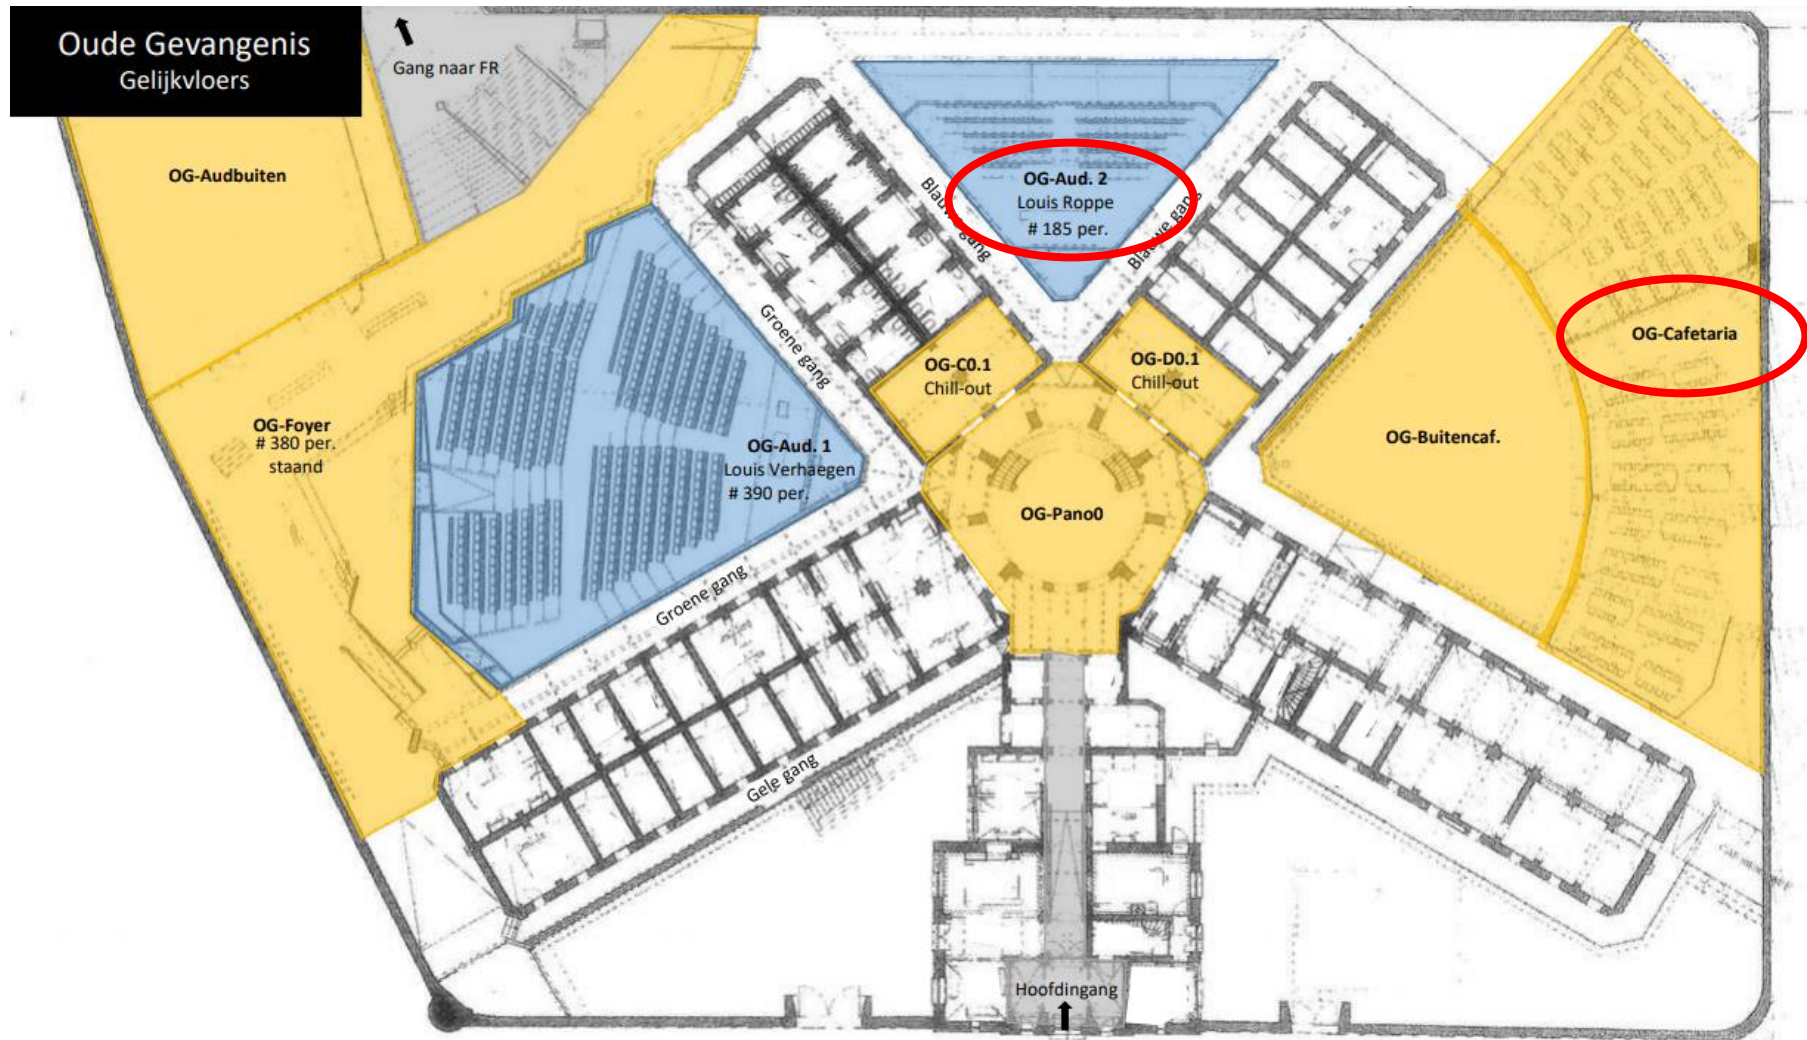 Oude Gevangenis
Gelijkvloers
Gang naar FR
OG-Audbuiten
OG-Aud. 2
Louis Roppe
# 185 per.
Blauwe gang
Blauwe gang
Groene gang
OG-Cafetaria
OG-C0.1
Chill-out
OG-D0.1
Chill-out
OG-Foyer
# 380 per.
staand
OG-Aud. 1
Louis Verhaegen
# 390 per.
OG-Buitencaf.
OG-Pano0
Groene gang
Gele gang
Hoofdingang